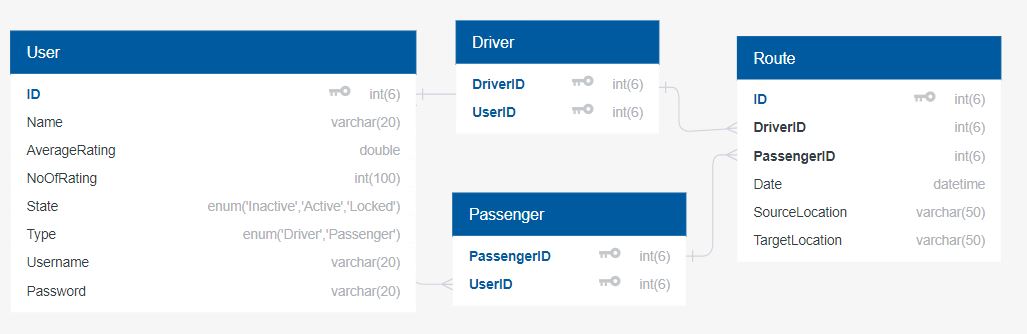 User
ID int(6)
Name varchar(20)
AverageRating double
NoOfRating int(100)
State enum('Inactive','Active','Locked')
Type enum('Driver','Passenger')
Username varchar(20)
Password varchar(20)
Driver
DriverID int(6)
UserID int(6)
Passenger
PassengerID int(6)
UserID int(6)
Route
ID int(6)
DriverID int(6)
PassengerID int(6)
Date datetime
SourceLocation varchar(50)
TargetLocation varchar(50)